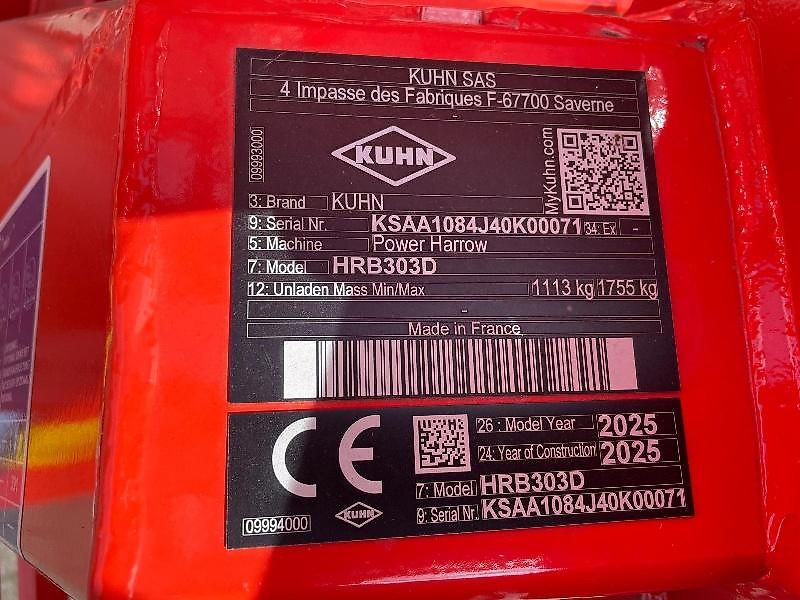 KUHN SAS
4 Impasse des Fabriques F-67700 Saverne
09993000
KUHN
MyKuhn.com
3: Brand KUHN
9: Serial Nr. KSAA1084J40K00071 34: Ex -
5: Machine Power Harrow
7: Model HRB303D
12: Unladen Mass Min/Max 1113 kg 1755 kg
-
Made in France
CE
26 : Model Year 2025
24: Year of Construction 2025
7: Model HRB303D
9: Serial Nr. KSAA1084J40K00071
09994000
KUHN